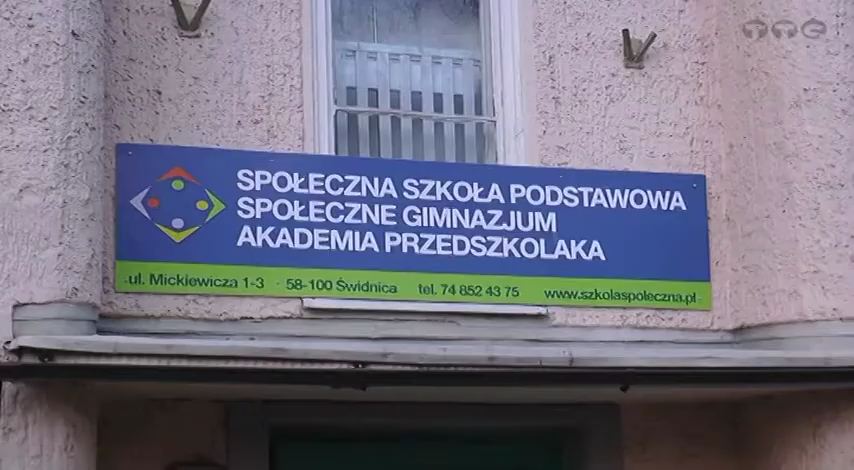 SPOŁECZNA SZKOŁA PODSTAWOWA
SPOŁECZNE GIMNAZJUM
AKADEMIA PRZEDSZKOLAKA
ul. Mickiewicza 1-3 · 58-100 Świdnica tel. 74 852 43 75 www.szkolaspoleczna.pl